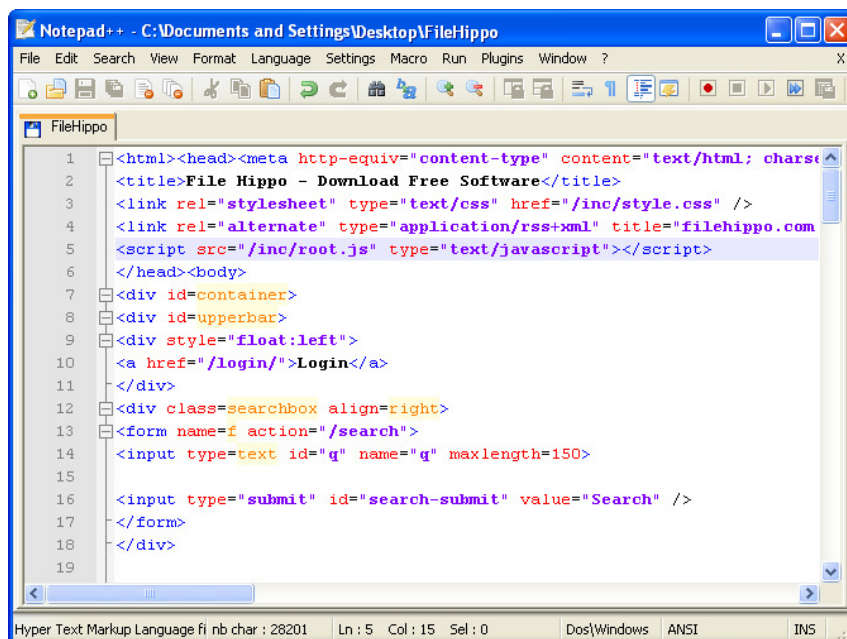 Notepad++ - C:\Documents and Settings\Desktop\FileHippo
File Edit Search View Format Language Settings Macro Run Plugins Window ? X
FileHippo
1 <html><head><meta http-equiv="content-type" content="text/html; charse
2 <title>File Hippo - Download Free Software</title>
3 <link rel="stylesheet" type="text/css" href="/inc/style.css" />
4 <link rel="alternate" type="application/rss+xml" title="filehippo.com
5 <script src="/inc/root.js" type="text/javascript"></script>
6 </head><body>
7 <div id=container>
8 <div id=upperbar>
9 <div style="float:left">
10 <a href="/login/">Login</a>
11 </div>
12 <div class=searchbox align=right>
13 <form name=f action="/search">
14 <input type=text id="q" name="q" maxlength=150>
15
16 <input type="submit" id="search-submit" value="Search" />
17 </form>
18 </div>
19
Hyper Text Markup Language fi nb char : 28201 Ln : 5 Col : 15 Sel : 0 Dos\Windows ANSI INS